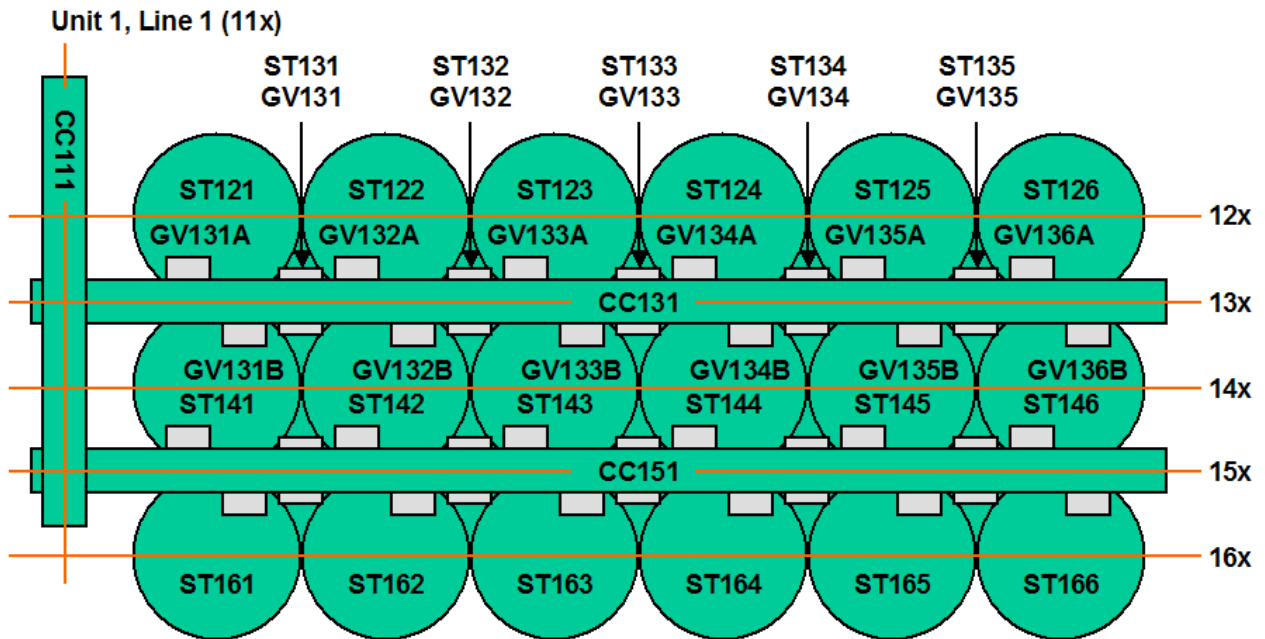 Unit 1, Line 1 (11x)
ST131 ST132 ST133 ST134 ST135
GV131 GV132 GV133 GV134 GV135
CC111
ST121 ST122 ST123 ST124 ST125 ST126
12x
GV131A GV132A GV133A GV134A GV135A GV136A
CC131 13x
GV131B GV132B GV133B GV134B GV135B GV136B
14x
ST141 ST142 ST143 ST144 ST145 ST146
CC151 15x
16x
ST161 ST162 ST163 ST164 ST165 ST166